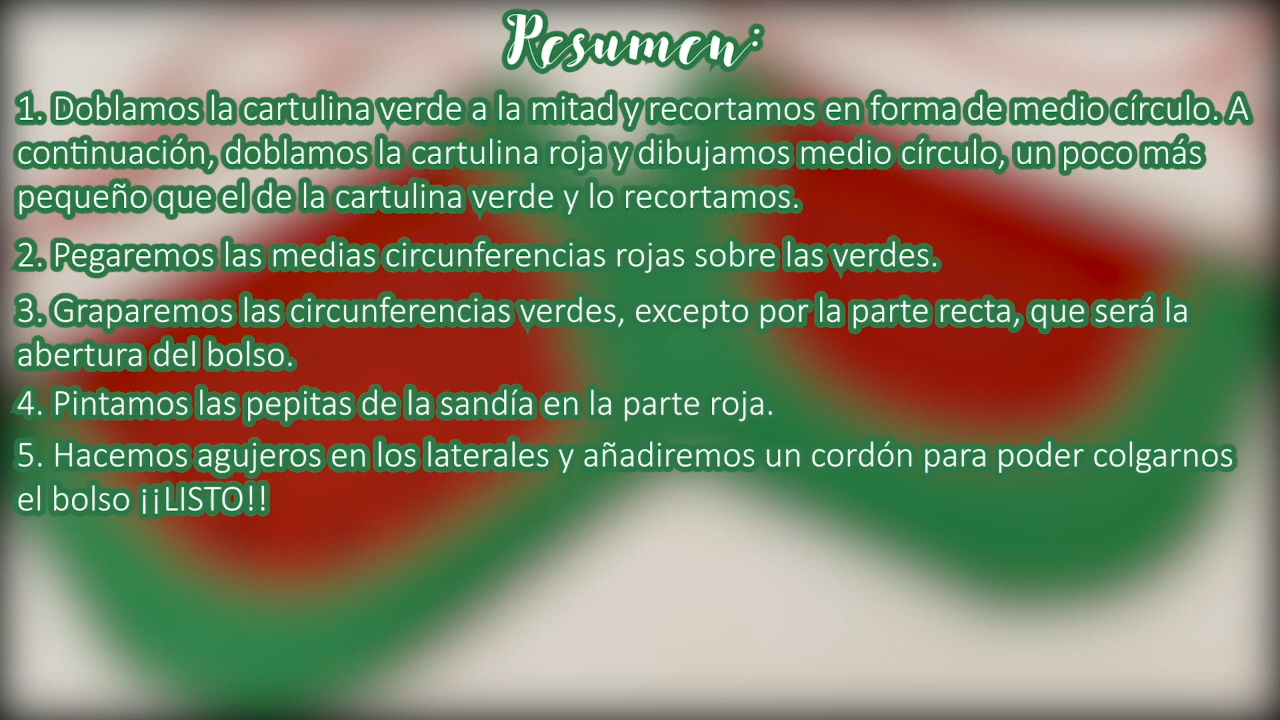 Resumen:
1. Doblamos la cartulina verde a la mitad y recortamos en forma de medio círculo. A
continuación, doblamos la cartulina roja y dibujamos medio círculo, un poco más
pequeño que el de la cartulina verde y lo recortamos.
2. Pegaremos las medias circunferencias rojas sobre las verdes.
3. Graparemos las circunferencias verdes, excepto por la parte recta, que será la
abertura del bolso.
4. Pintamos las pepitas de la sandía en la parte roja.
5. Hacemos agujeros en los laterales y añadiremos un cordón para poder colgarnos
el bolso ¡¡LISTO!!